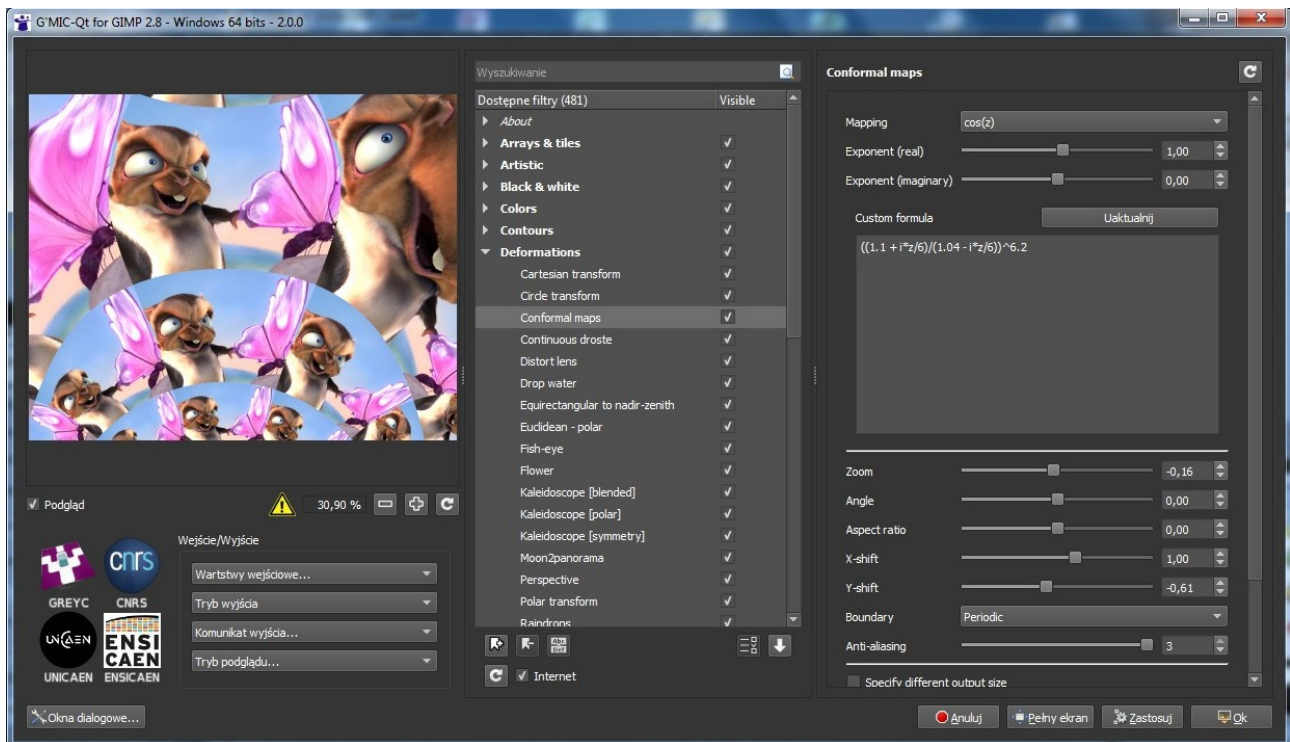 G'MIC-Qt for GIMP 2.8 - Windows 64 bits - 2.0.0
Podgląd
30,90 %
GREYC
cnrs
CNRS
UNICAEN
UNICAEN
ENSI
CAEN
ENSICAEN
Wejście/Wyjście
Wartstwy wejściowe...
Tryb wyjścia
Komunikat wyjścia...
Tryb podglądu...
Okna dialogowe...
Wyszukiwanie
Dostępne filtry (481) Visible
About
Arrays & tiles
Artistic
Black & white
Colors
Contours
Deformations
Cartesian transform
Circle transform
Conformal maps
Continuous droste
Distort lens
Drop water
Equirectangular to nadir-zenith
Euclidean - polar
Fish-eye
Flower
Kaleidoscope [blended]
Kaleidoscope [polar]
Kaleidoscope [symmetry]
Moon2panorama
Perspective
Polar transform
Raindrops
Internet
Conformal maps
Mapping cos(z)
Exponent (real) 1,00
Exponent (imaginary) 0,00
Custom formula Uaktualnij
((1.1 + i*z/6)/(1.04 - i*z/6))^6.2
Zoom -0,16
Angle 0,00
Aspect ratio 0,00
X-shift 1,00
Y-shift -0,61
Boundary Periodic
Anti-aliasing 3
Specify different output size
Anuluj
Pełny ekran
Zastosuj
Ok